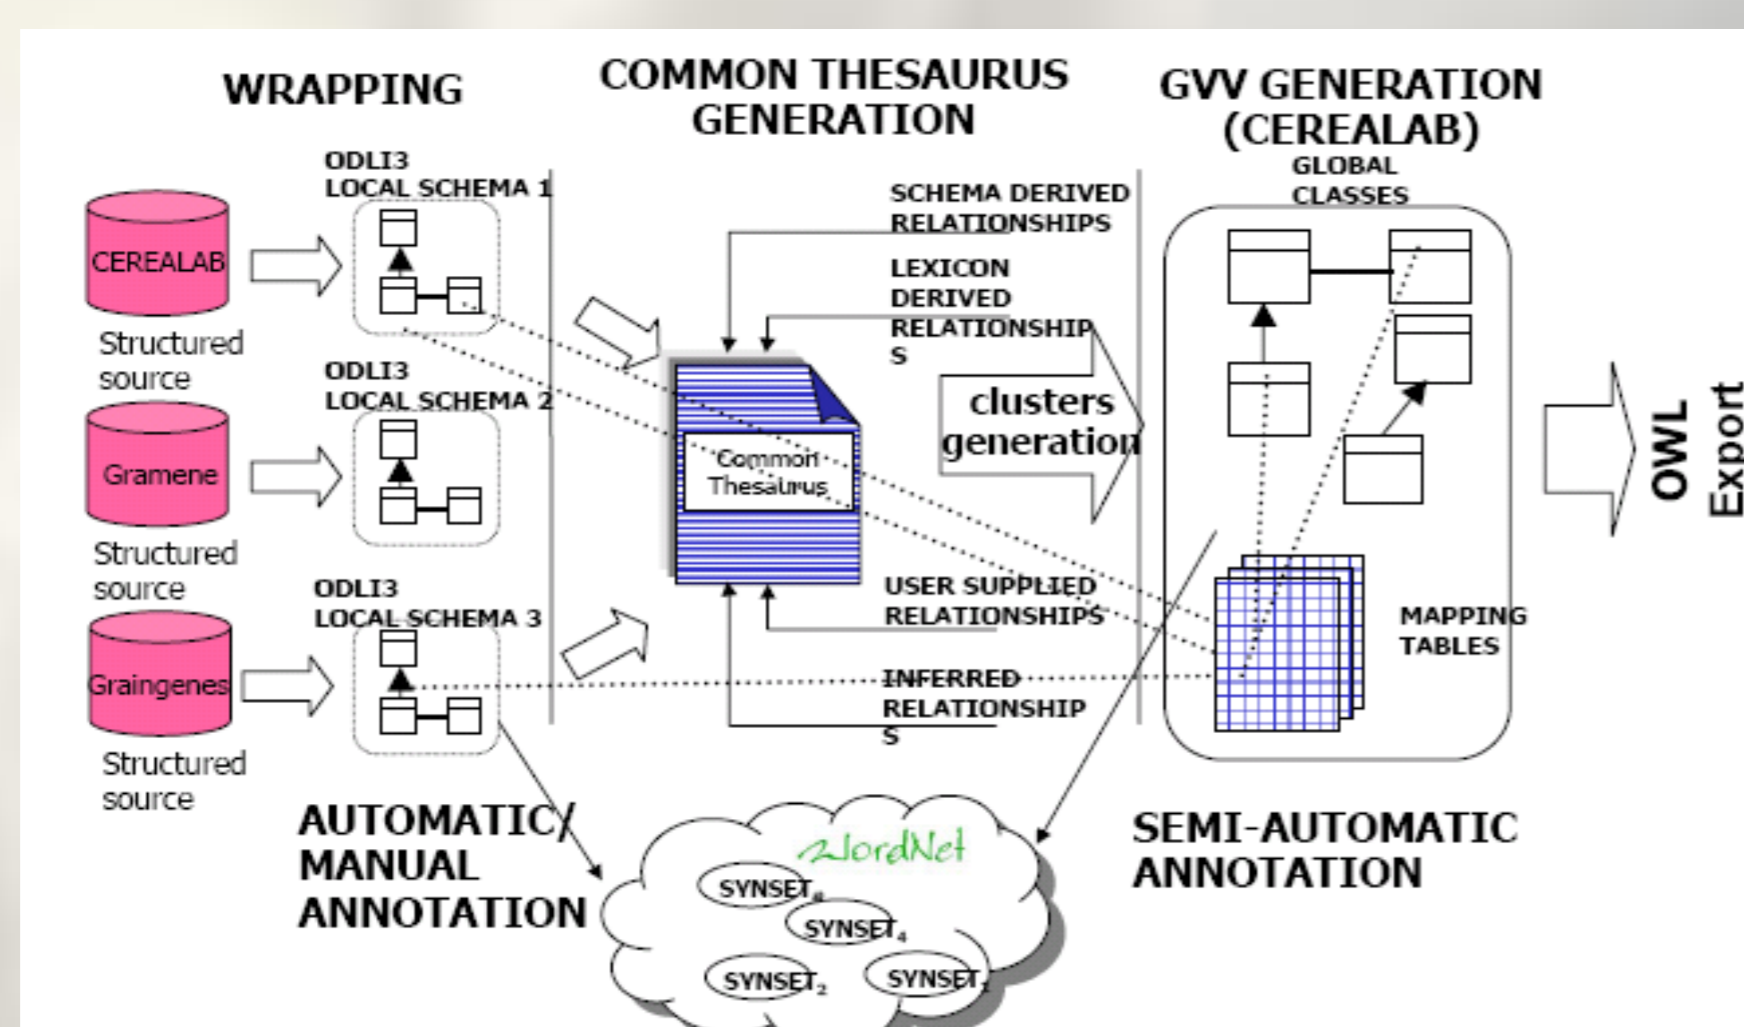 WRAPPING
COMMON THESAURUS
GENERATION
GVV GENERATION
(CEREALAB)
GLOBAL
CLASSES
ODLI3
LOCAL SCHEMA 1
CEREALAB
Structured
source
ODLI3
LOCAL SCHEMA 2
Gramene
Structured
source
ODLI3
LOCAL SCHEMA 3
Graingenes
Structured
source
SCHEMA DERIVED
RELATIONSHIPS
LEXICON
DERIVED
RELATIONSHIP
S
Common
Thesaurus
clusters
generation
USER SUPPLIED
RELATIONSHIPS
INFERRED
RELATIONSHIP
S
MAPPING
TABLES
OWL
Export
AUTOMATIC/
MANUAL
ANNOTATION
WordNet
SYNSET
SYNSET4
SYNSET2
SYNSET
SEMI-AUTOMATIC
ANNOTATION